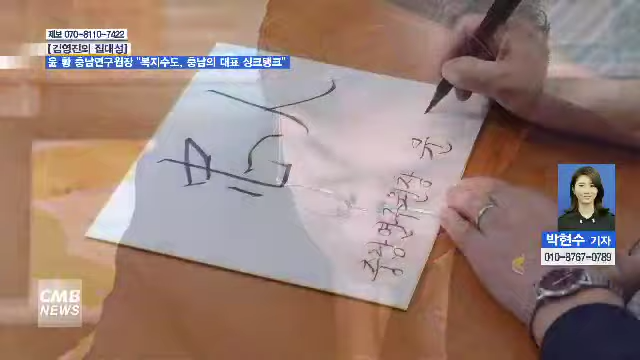 제보 070-8110-7422
[김영진의 집대성]
윤 황 충남연구원장 "복지수도, 충남의 대표 싱크탱크"
충남연구원장 윤
박현수 기자
010-8767-0789
CMB
NEWS